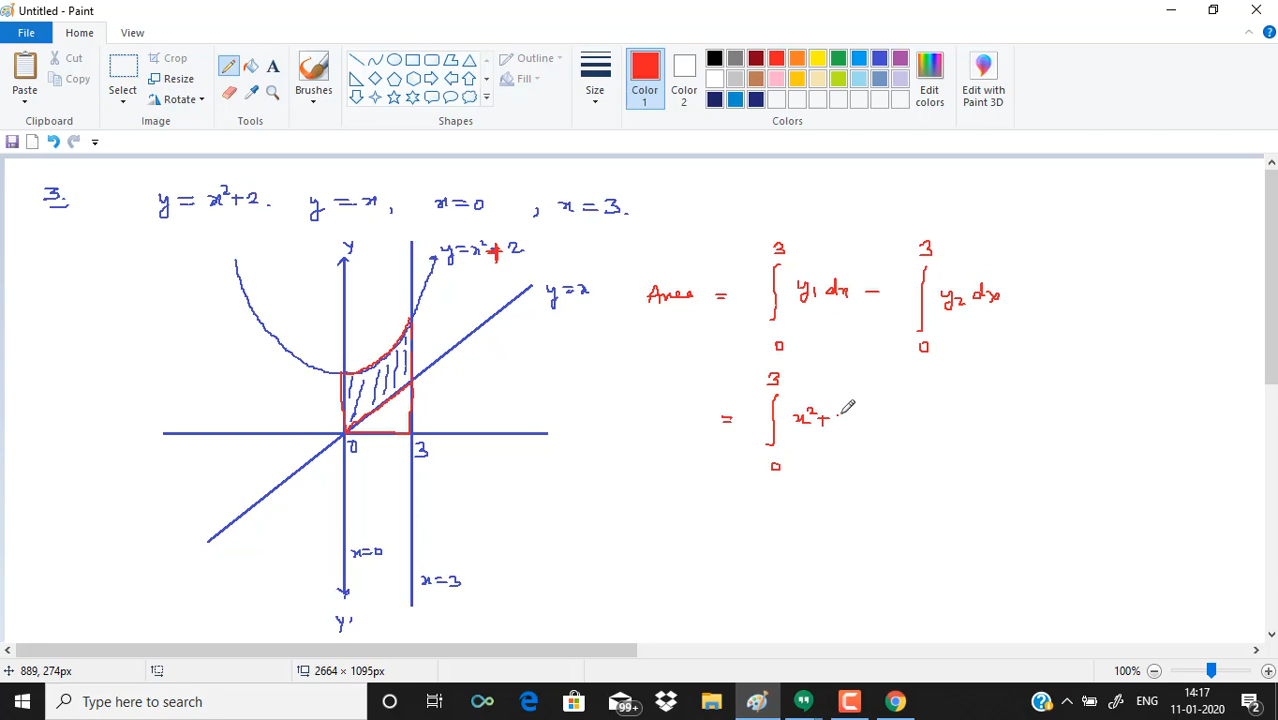 Untitled - Paint
File Home View
Cut
Copy
Paste
Clipboard
Select
Crop
Resize
Rotate
Image
Tools
Brushes
Outline
Fill
Shapes
Size
Color 1
Color 2
Edit colors
Edit with Paint 3D
Colors
3. y = x²+2. y = x, x=0 , x = 3.
y
y=x²+2
y=x
0 3
x=0
x=3
y'
Area = ∫₀³ y₁ dx − ∫₀³ y₂ dx
= ∫₀³ x²+
889, 274px 2664 × 1095px 100%
Type here to search
99+
ENG
14:17
11-01-2020
2